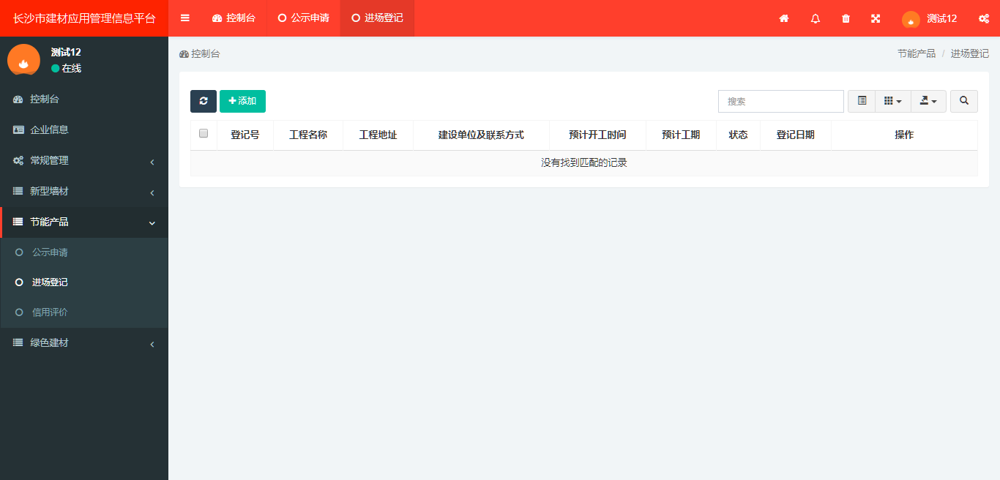 长沙市建材应用管理信息平台
控制台
公示申请
进场登记
测试12
测试12
在线
控制台
企业信息
常规管理
新型墙材
节能产品
公示申请
进场登记
信用评价
绿色建材
控制台
节能产品 / 进场登记
添加
搜索
登记号 工程名称 工程地址 建设单位及联系方式 预计开工时间 预计工期 状态 登记日期 操作
没有找到匹配的记录